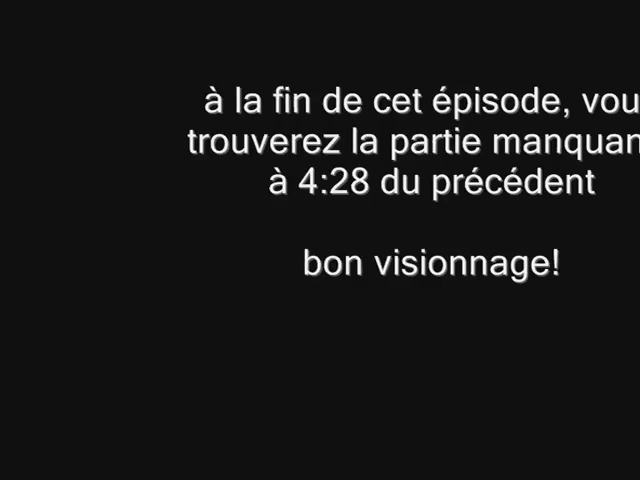 à la fin de cet épisode, vou
trouverez la partie manquan
à 4:28 du précédent
bon visionnage!